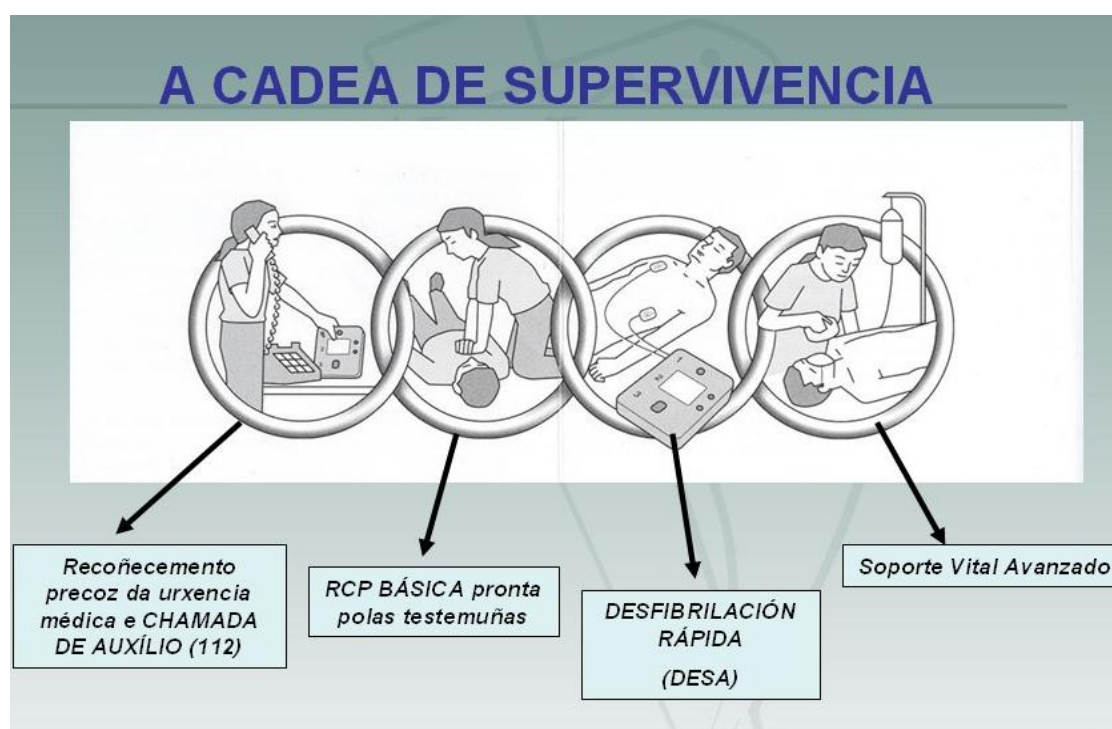 A CADEA DE SUPERVIVENCIA
Recoñecemento
precoz da urxencia
médica e CHAMADA
DE AUXÍLIO (112)
RCP BÁSICA pronta
polas testemuñas
DESFIBRILACIÓN
RÁPIDA
(DESA)
Soporte Vital Avanzado